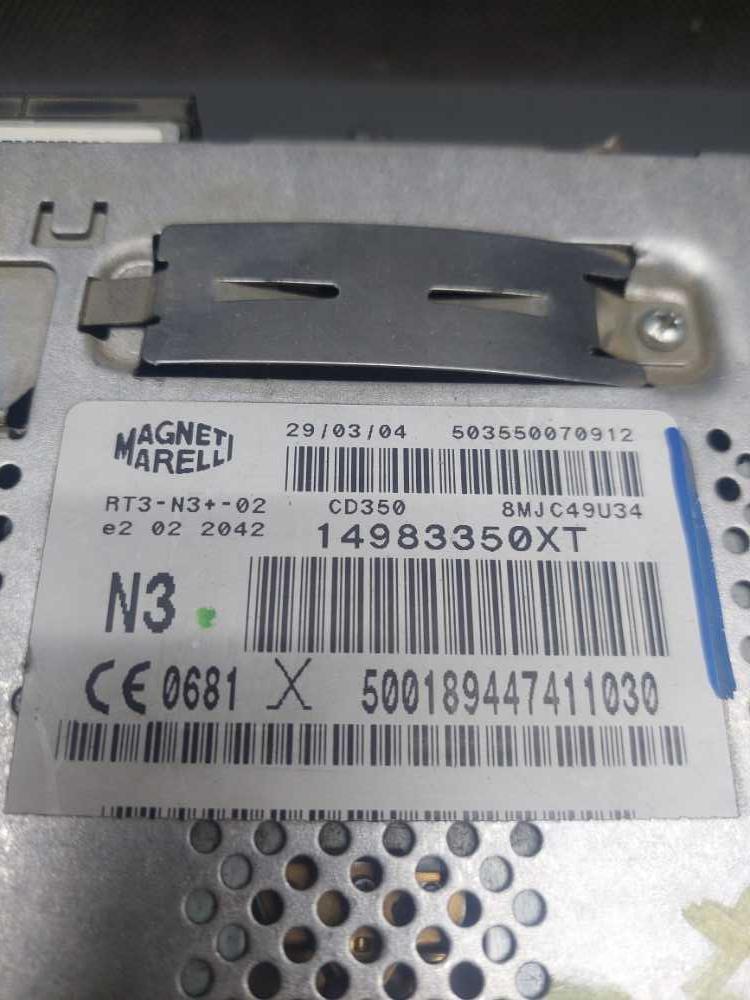 MAGNETI
MARELLI
29/03/04 503550070912
RT3-N3+-02 CD350 8MJC49U34
e2 02 2042 14983350XT
N3
CE 0681 X 500189447411030